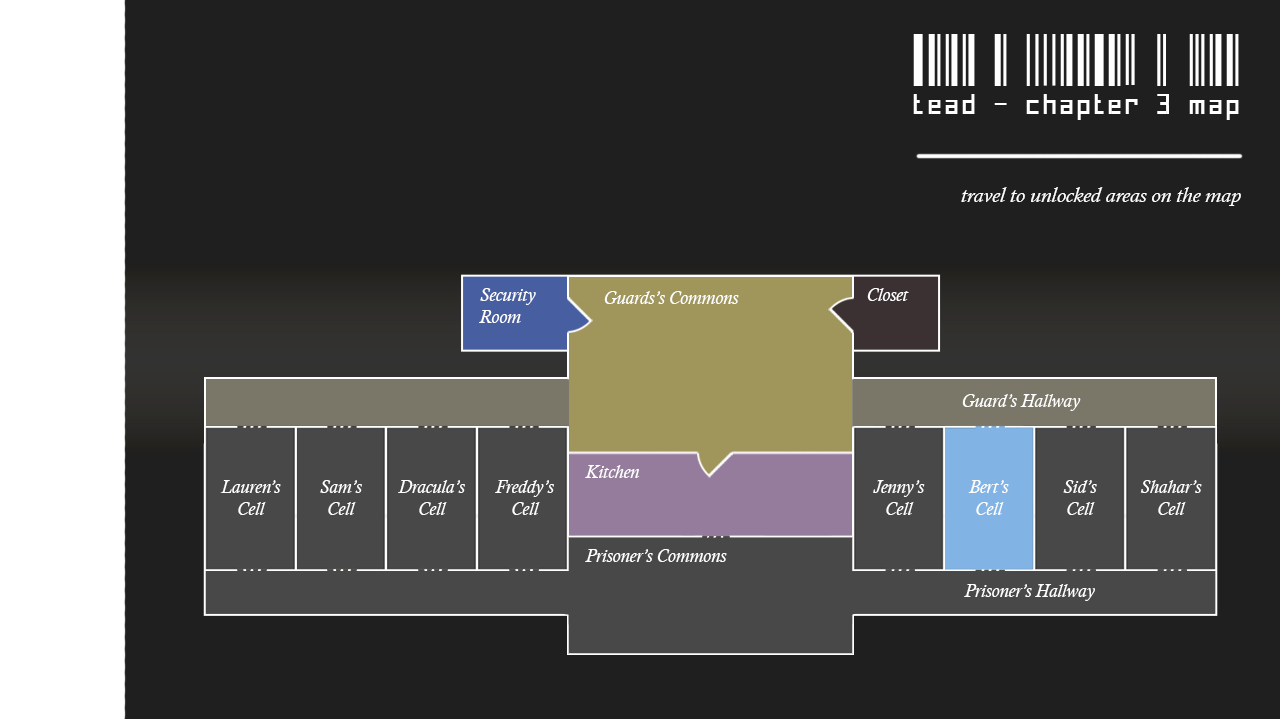 tead - chapter 3 map
travel to unlocked areas on the map
Security
Room
Guards's Commons
Closet
Guard's Hallway
Kitchen
Lauren's
Cell
Sam's
Cell
Dracula's
Cell
Freddy's
Cell
Jenny's
Cell
Bert's
Cell
Sid's
Cell
Shahar's
Cell
Prisoner's Commons
Prisoner's Hallway